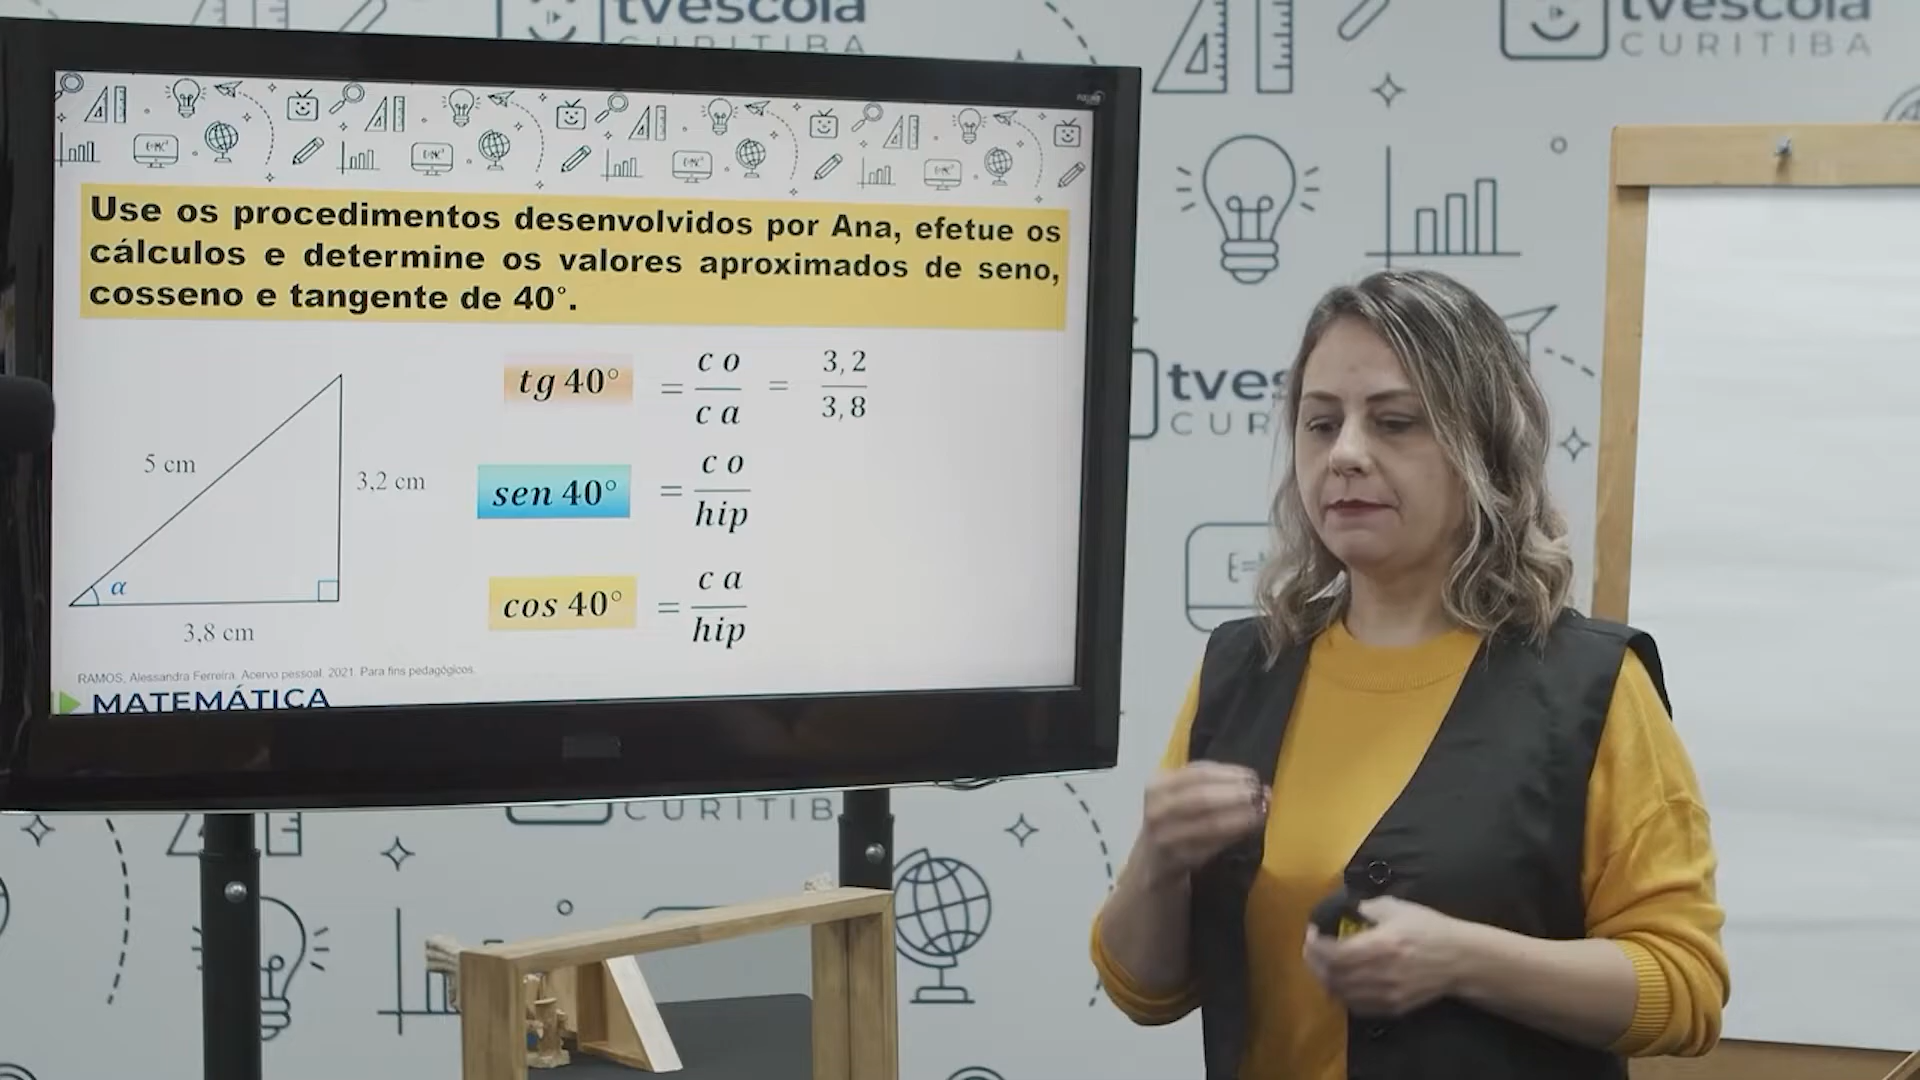 tvescola
CURITIBA
tvescola
CURITIBA
Use os procedimentos desenvolvidos por Ana, efetue os
cálculos e determine os valores aproximados de seno,
cosseno e tangente de 40°.
tg 40° = c o / c a = 3,2 / 3,8
5 cm
3,2 cm
sen 40° = c o / hip
α
cos 40° = c a / hip
3,8 cm
RAMOS, Alessandra Ferreira. Acervo pessoal. 2021. Para fins pedagógicos.
MATEMÁTICA
tves
CUR
E=
CURITIB